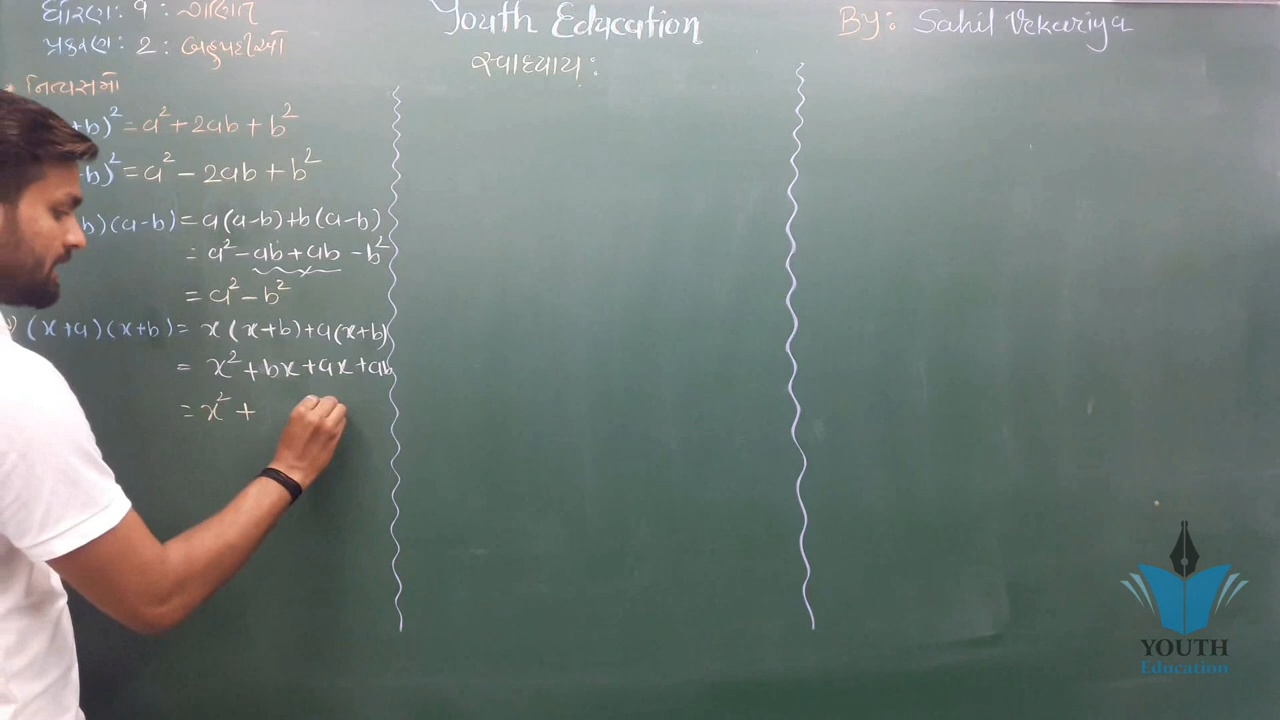 ધોરણ: ૧ : ગણિત
પ્રકરણ: 2: બહુપદીઓ
Youth Education
સ્વાધ્યાય:
By: Sahil Vekariya
* નિત્યસમો
+b)² = a² + 2ab + b²
-b)² = a² - 2ab + b²
b)(a-b) = a(a-b)+b(a-b)
= a² - ab + ab - b²
= a² - b²
(x+a)(x+b) = x(x+b)+a(x+b)
= x² + bx + ax + ab
= x² +
YOUTH
Education